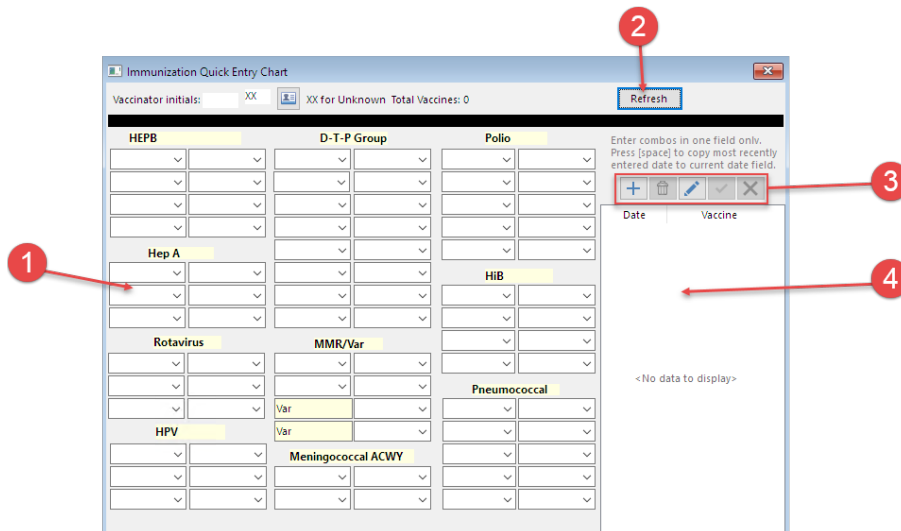 2
Immunization Quick Entry Chart
Vaccinator initials: XX XX for Unknown Total Vaccines: 0 Refresh
HEPB D-T-P Group Polio
Enter combos in one field only.
Press [space] to copy most recently
entered date to current date field.
3
Date Vaccine
1
Hep A
HiB
4
Rotavirus MMR/Var
<No data to display>
Pneumococcal
Var
Var
HPV
Meningococcal ACWY